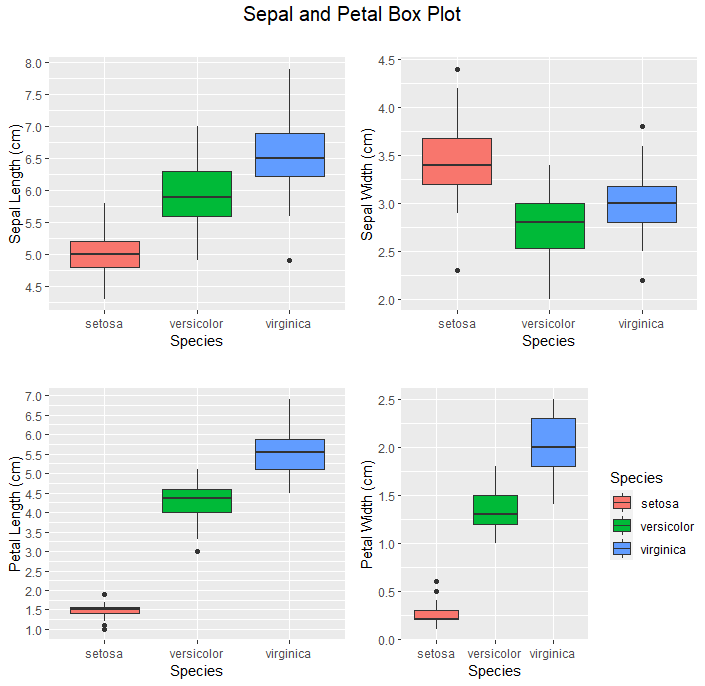 Sepal and Petal Box Plot
Sepal Length (cm)
8.0
7.5
7.0
6.5
6.0
5.5
5.0
4.5
setosa versicolor virginica
Species
Sepal Width (cm)
4.5
4.0
3.5
3.0
2.5
2.0
setosa versicolor virginica
Species
Petal Length (cm)
7.0
6.5
6.0
5.5
5.0
4.5
4.0
3.5
3.0
2.5
2.0
1.5
1.0
setosa versicolor virginica
Species
Petal Width (cm)
2.5
2.0
1.5
1.0
0.5
0.0
setosa versicolor virginica
Species
Species
setosa
versicolor
virginica